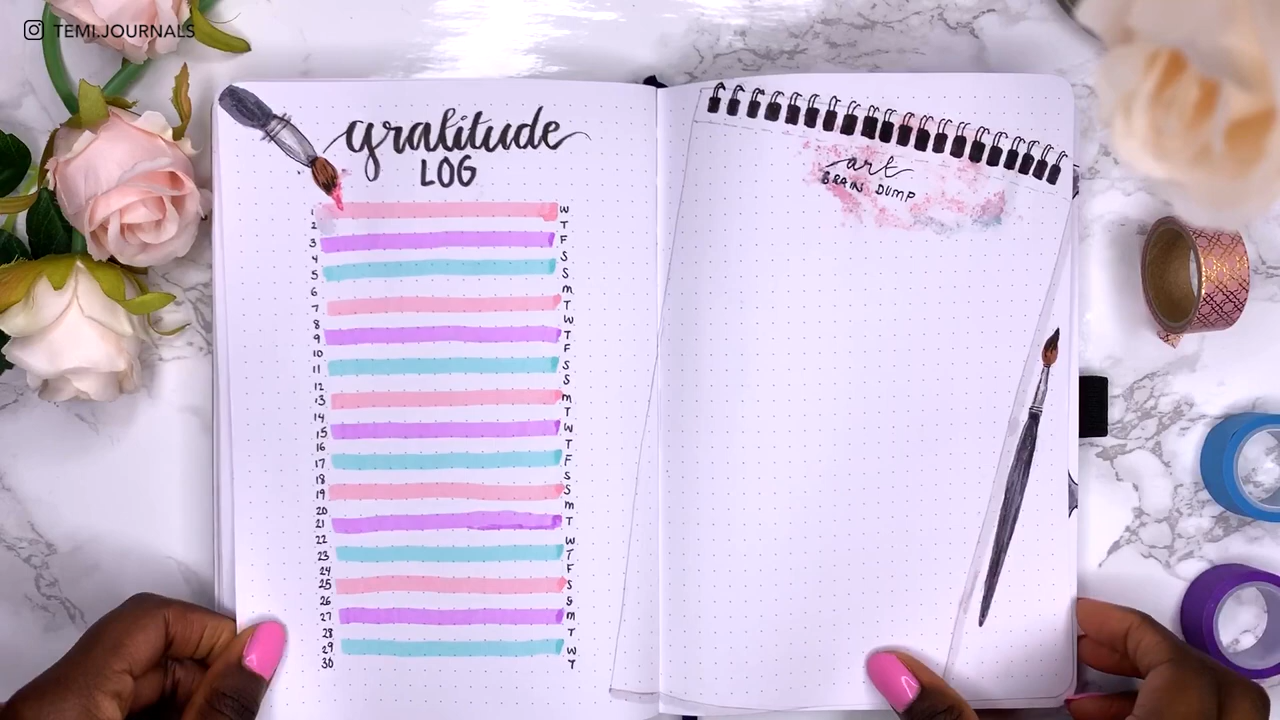 TEMI.JOURNALS
gratitude
LOG
1 W
2 T
3 F
4 S
5 S
6 m
7 T
8 W
9 T
10 F
11 S
12 S
13 m
14 T
15 W
16 T
17 F
18 S
19 S
20 m
21 T
22 W
23 T
24 F
25 S
26 S
27 m
28 T
29 W
30 T
art
BRAIN DUMP